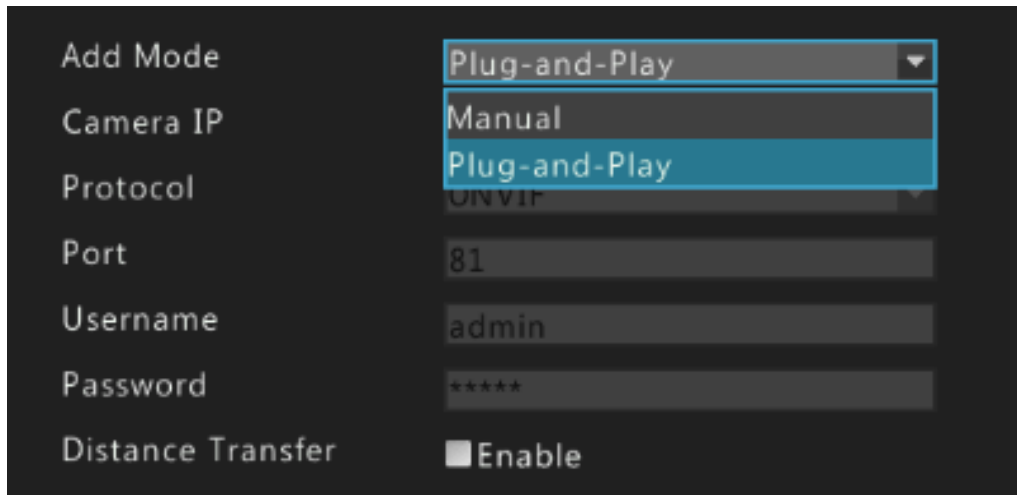 Add Mode Plug-and-Play
Camera IP Manual
Plug-and-Play
Protocol ONVIF
Port 81
Username admin
Password *****
Distance Transfer Enable